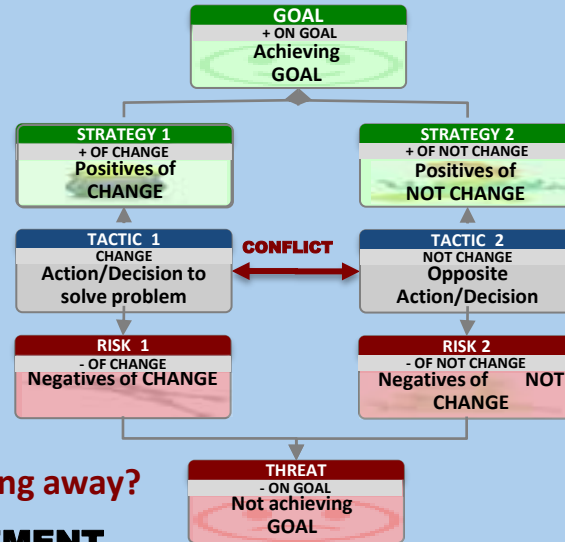 GOAL
+ ON GOAL
Achieving
GOAL
STRATEGY 1
+ OF CHANGE
Positives of
CHANGE
STRATEGY 2
+ OF NOT CHANGE
Positives of
NOT CHANGE
TACTIC 1
CHANGE
Action/Decision to
solve problem
CONFLICT
TACTIC 2
NOT CHANGE
Opposite
Action/Decision
RISK 1
- OF CHANGE
Negatives of CHANGE
RISK 2
- OF NOT CHANGE
Negatives of NOT
CHANGE
THREAT
- ON GOAL
Not achieving
GOAL
ng away?